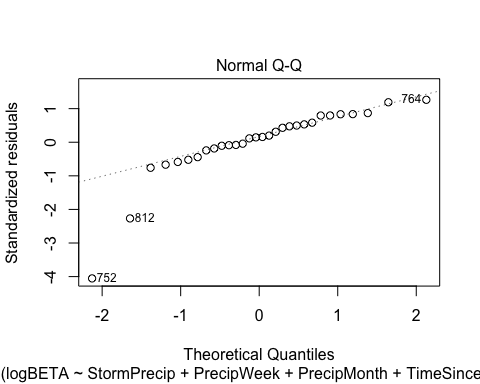 Normal Q-Q
Standardized residuals
1
0
-1
-2
-3
-4
764
812
752
-2 -1 0 1 2
Theoretical Quantiles
(logBETA ~ StormPrecip + PrecipWeek + PrecipMonth + TimeSince